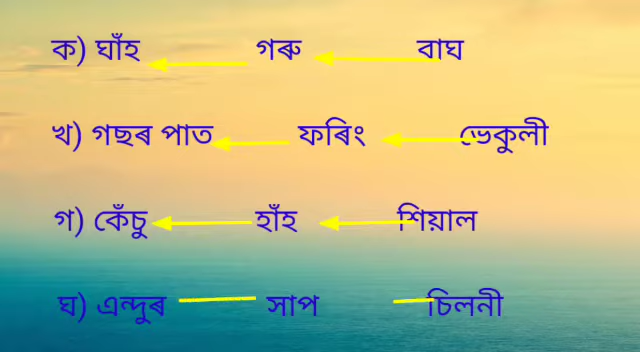 ক) ঘাঁহ গৰু বাঘ
খ) গছৰ পাত ফৰিং ভেকুলী
গ) কেঁচু হাঁহ শিয়াল
ঘ) এন্দুৰ সাপ চিলনী